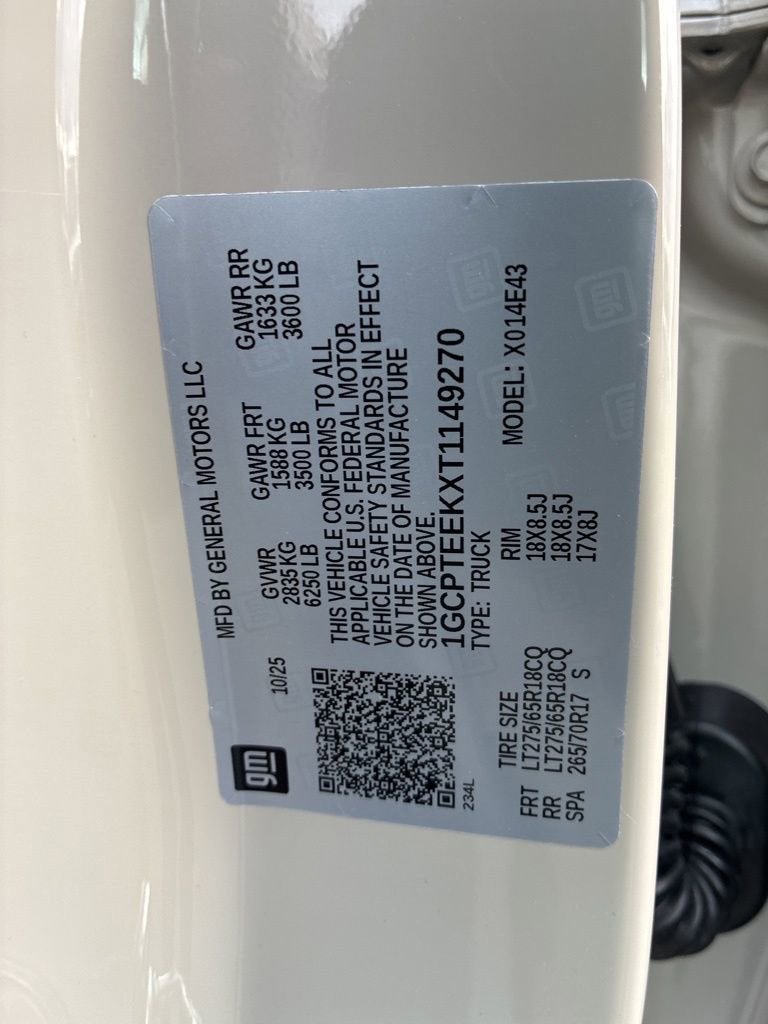 gm
MFD BY GENERAL MOTORS LLC
10/25
GVWR GAWR FRT GAWR RR
2835 KG 1588 KG 1633 KG
6250 LB 3500 LB 3600 LB
THIS VEHICLE CONFORMS TO ALL
APPLICABLE U.S. FEDERAL MOTOR
VEHICLE SAFETY STANDARDS IN EFFECT
ON THE DATE OF MANUFACTURE
SHOWN ABOVE.
1GCPTEEKXT1149270
234L
TYPE: TRUCK MODEL: X014E43
TIRE SIZE RIM
FRT LT275/65R18CQ 18X8.5J
RR LT275/65R18CQ 18X8.5J
SPA 265/70R17 S 17X8J